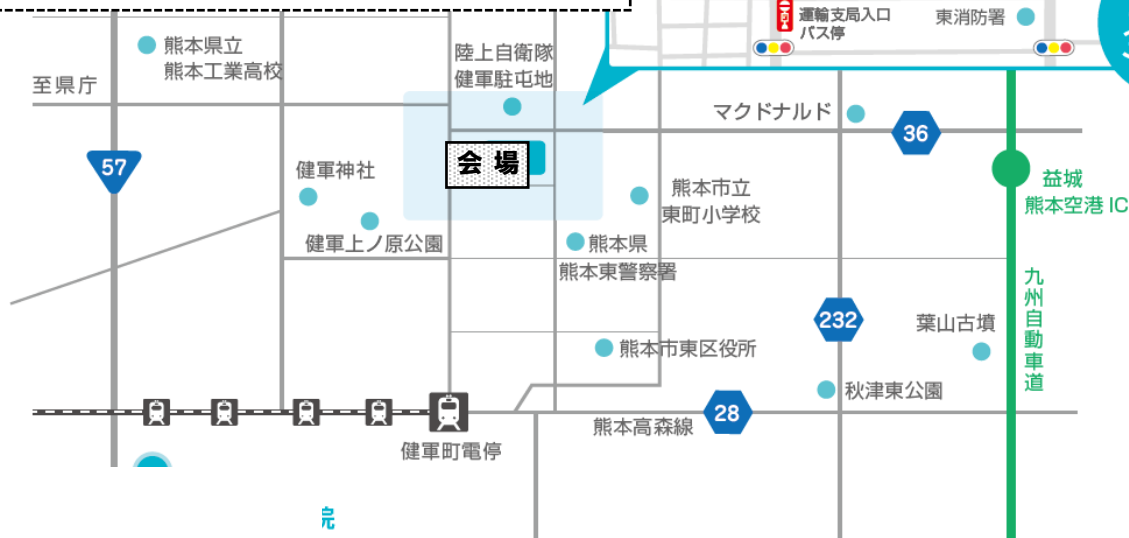 運輸支局入口
バス停
東消防署
熊本県立
熊本工業高校
陸上自衛隊
健軍駐屯地
至県庁
マクドナルド
36
57
会場
健軍神社
熊本市立
東町小学校
益城
熊本空港IC
健軍上ノ原公園
熊本県
熊本東警察署
九州自動車道
232
葉山古墳
熊本市東区役所
秋津東公園
28
熊本高森線
健軍町電停
院